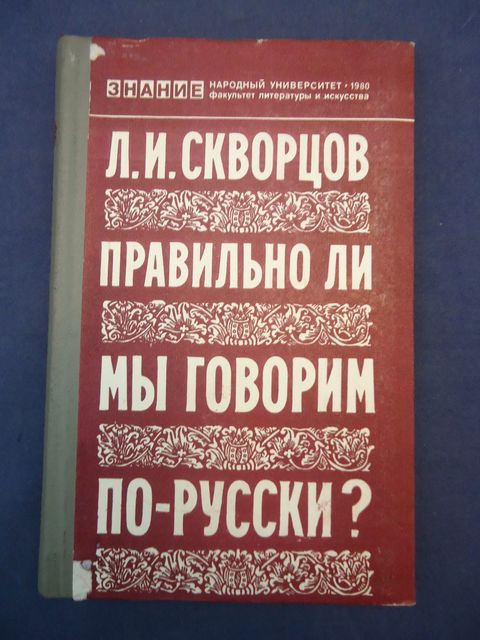 ЗНАНИЕ НАРОДНЫЙ УНИВЕРСИТЕТ · 1980
факультет литературы и искусства
Л.И.СКВОРЦОВ
ПРАВИЛЬНО ЛИ
МЫ ГОВОРИМ
ПО-РУССКИ?